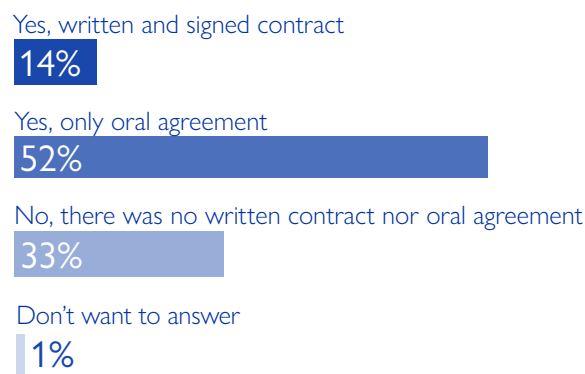 Yes, written and signed contract
14%
Yes, only oral agreement
52%
No, there was no written contract nor oral agreement
33%
Don’t want to answer
1%